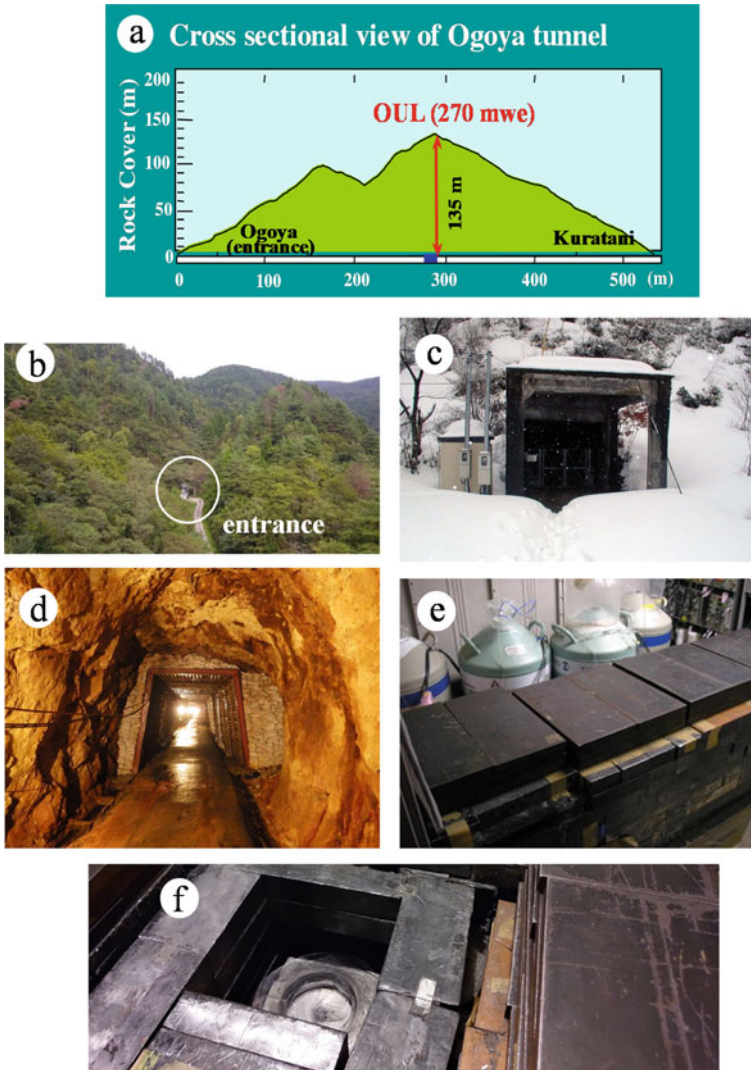 a Cross sectional view of Ogoya tunnel
Rock Cover (m)
200
150
100
50
0
OUL (270 mwe)
135 m
Ogoya
(entrance)
Kuratani
0 100 200 300 400 500 (m)
b
entrance
c
d
e
f